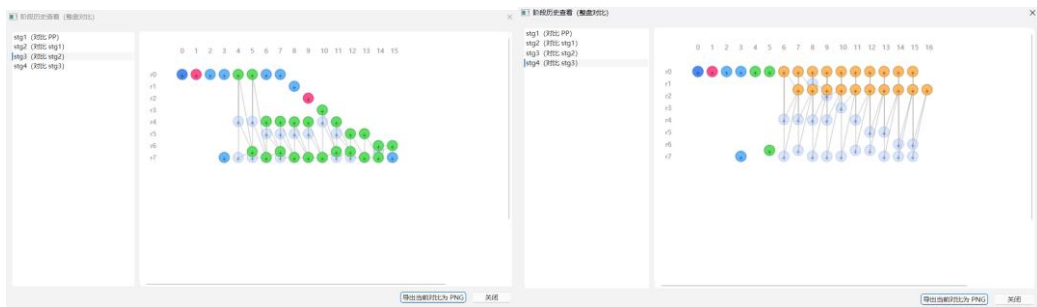 阶段历史查看 (整盘对比)
stg1 (对比 PP)
stg2 (对比 stg1)
stg3 (对比 stg2)
stg4 (对比 stg3)
0 1 2 3 4 5 6 7 8 9 10 11 12 13 14 15
r0
r1
r2
r3
r4
r5
r6
r7
导出当前对比为 PNG 关闭
阶段历史查看 (整盘对比)
stg1 (对比 PP)
stg2 (对比 stg1)
stg3 (对比 stg2)
stg4 (对比 stg3)
0 1 2 3 4 5 6 7 8 9 10 11 12 13 14 15 16
r0
r1
r2
r3
r4
r5
r6
r7
导出当前对比为 PNG 关闭